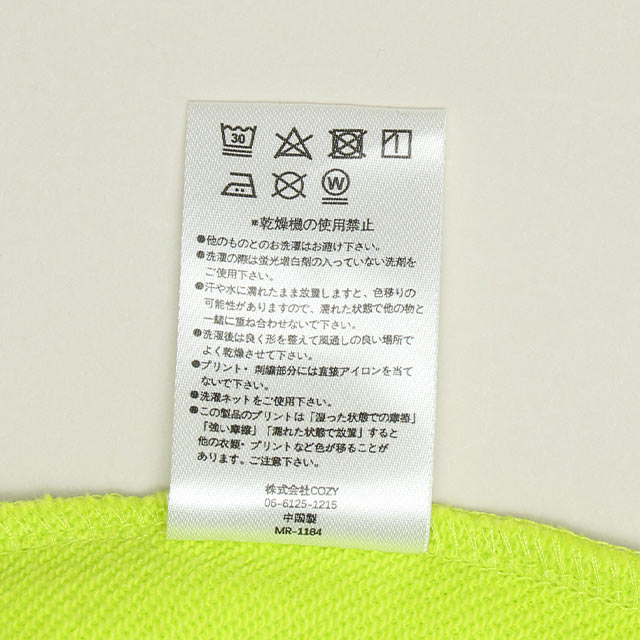 30
W
※乾燥機の使用禁止
●他のものとのお洗濯はお避け下さい。
●洗濯の際は蛍光増白剤の入っていない洗剤を
ご使用下さい。
●汗や水に濡れたまま放置しますと、色移りの
可能性がありますので、濡れた状態で他の物と
一緒に重ね合わせないで下さい。
●洗濯後は良く形を整えて風通しの良い場所で
よく乾燥させて下さい。
●プリント・刺繍部分には直接アイロンを当て
ないで下さい。
●洗濯ネットをご使用下さい。
●この製品のプリントは「湿った状態での摩擦」
「強い摩擦」「濡れた状態で放置」すると
他の衣類・プリントなど色が移ることが
あります。ご注意下さい。
株式会社COZY
06-6125-1215
中国製
MR-1184